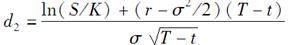 d₂ = ln(S/K) + (r − σ²/2)(T − t) / σ √(T − t)